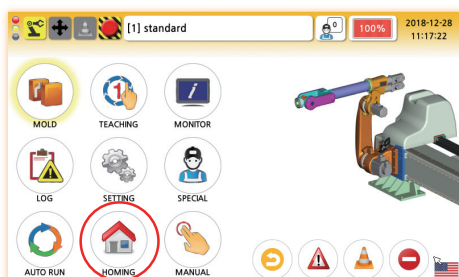 [1] standard
0
100%
2018-12-28
11:17:22
MOLD
TEACHING
MONITOR
LOG
SETTING
SPECIAL
AUTO RUN
HOMING
MANUAL